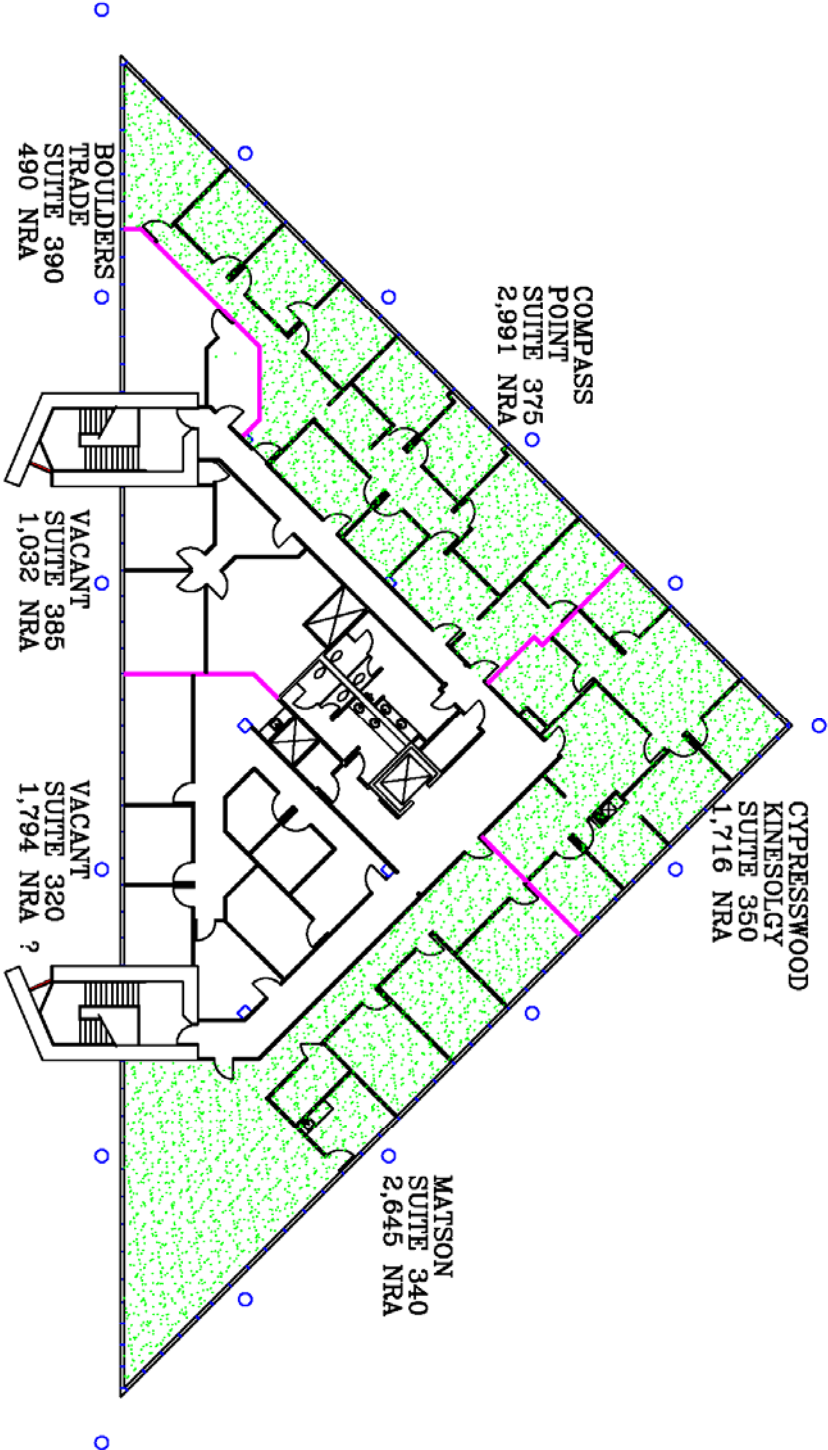 BOULDERS
TRADE
SUITE 390
490 NRA
COMPASS
POINT
SUITE 375
2,991 NRA
VACANT
SUITE 385
1,032 NRA
VACANT
SUITE 320
1,794 NRA ?
CYPRESSWOOD
KINESOLGY
SUITE 350
1,716 NRA
MATSON
SUITE 340
2,645 NRA